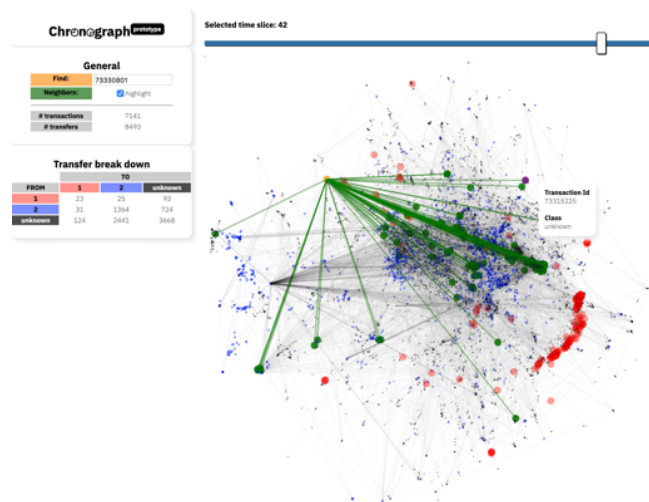 Selected time slice: 42
Chronograph prototype
General
Find: 73330801
Neighbors: highlight
# transactions 7141
# transfers 8493
Transfer break down
TO
FROM 1 2 unknown
1 23 25 93
2 31 1364 724
unknown 124 2441 3668
Transaction Id
73315225
Class
unknown